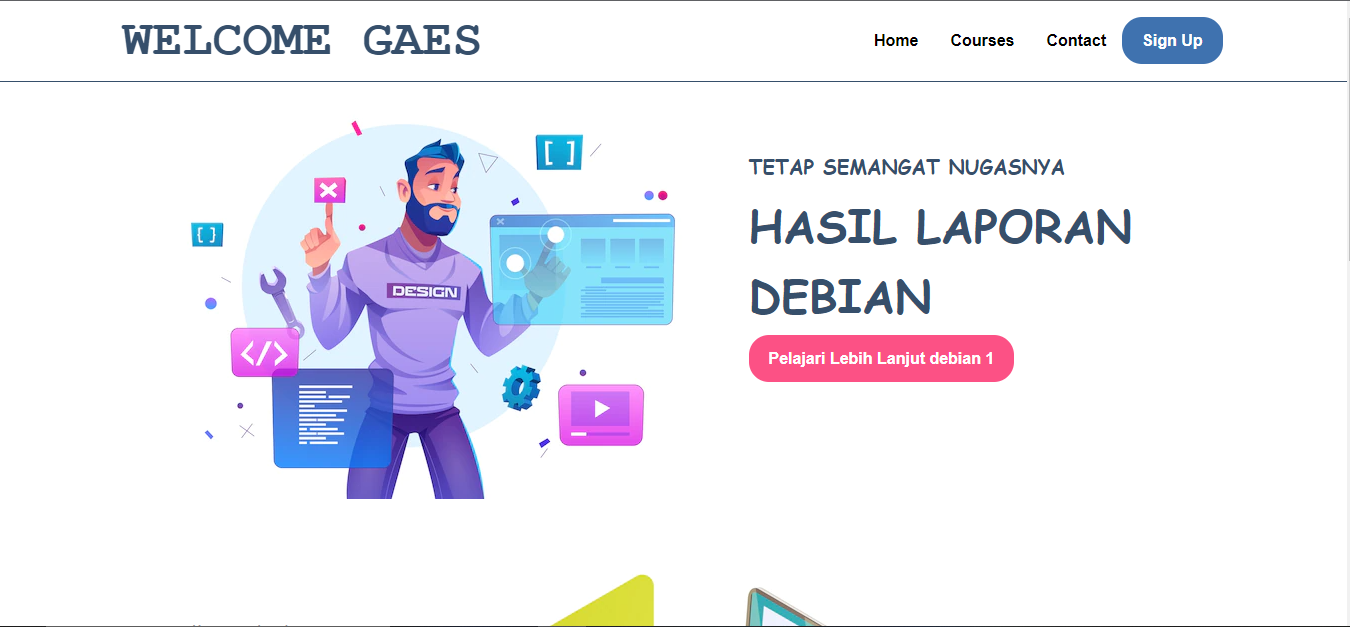 WELCOME GAES
Home
Courses
Contact
Sign Up
TETAP SEMANGAT NUGASNYA
HASIL LAPORAN
DEBIAN
Pelajari Lebih Lanjut debian 1
[ ]
{ }
DESIGN
</>